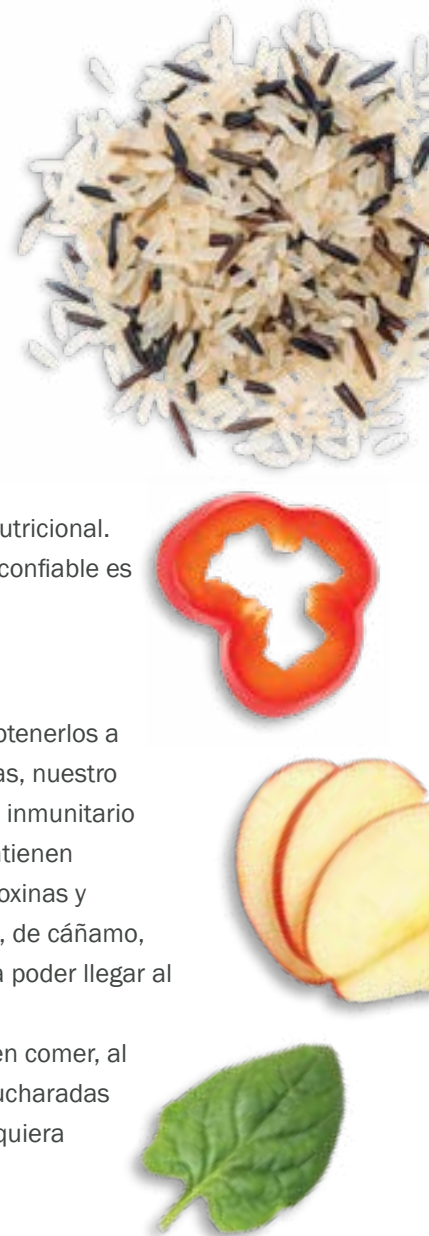 utricional.
confiable es
btenerlos a
as, nuestro
inmunitario
tienen
oxinas y
, de cáñamo,
a poder llegar al
en comer, al
ucharadas
quiera